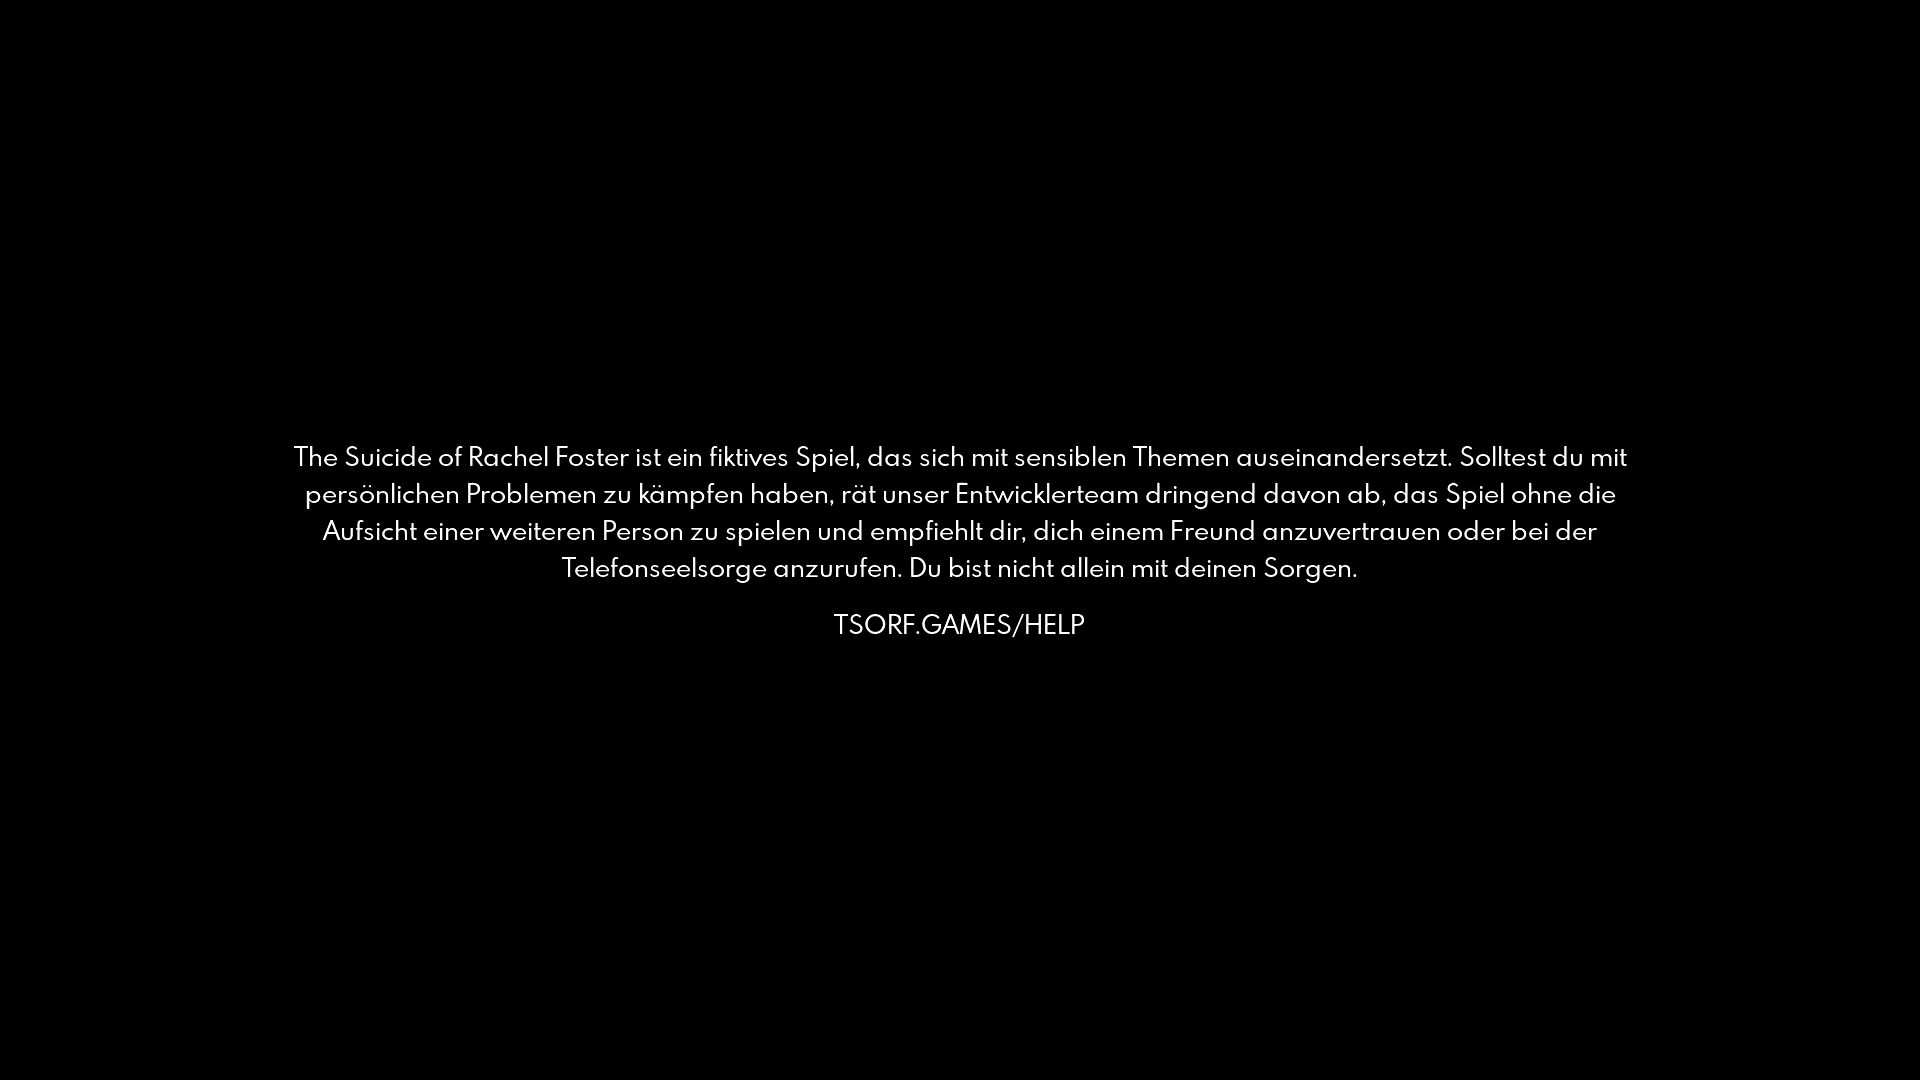 The Suicide of Rachel Foster ist ein fiktives Spiel, das sich mit sensiblen Themen auseinandersetzt. Solltest du mit
persönlichen Problemen zu kämpfen haben, rät unser Entwicklerteam dringend davon ab, das Spiel ohne die
Aufsicht einer weiteren Person zu spielen und empfiehlt dir, dich einem Freund anzuvertrauen oder bei der
Telefonseelsorge anzurufen. Du bist nicht allein mit deinen Sorgen.
TSORF.GAMES/HELP